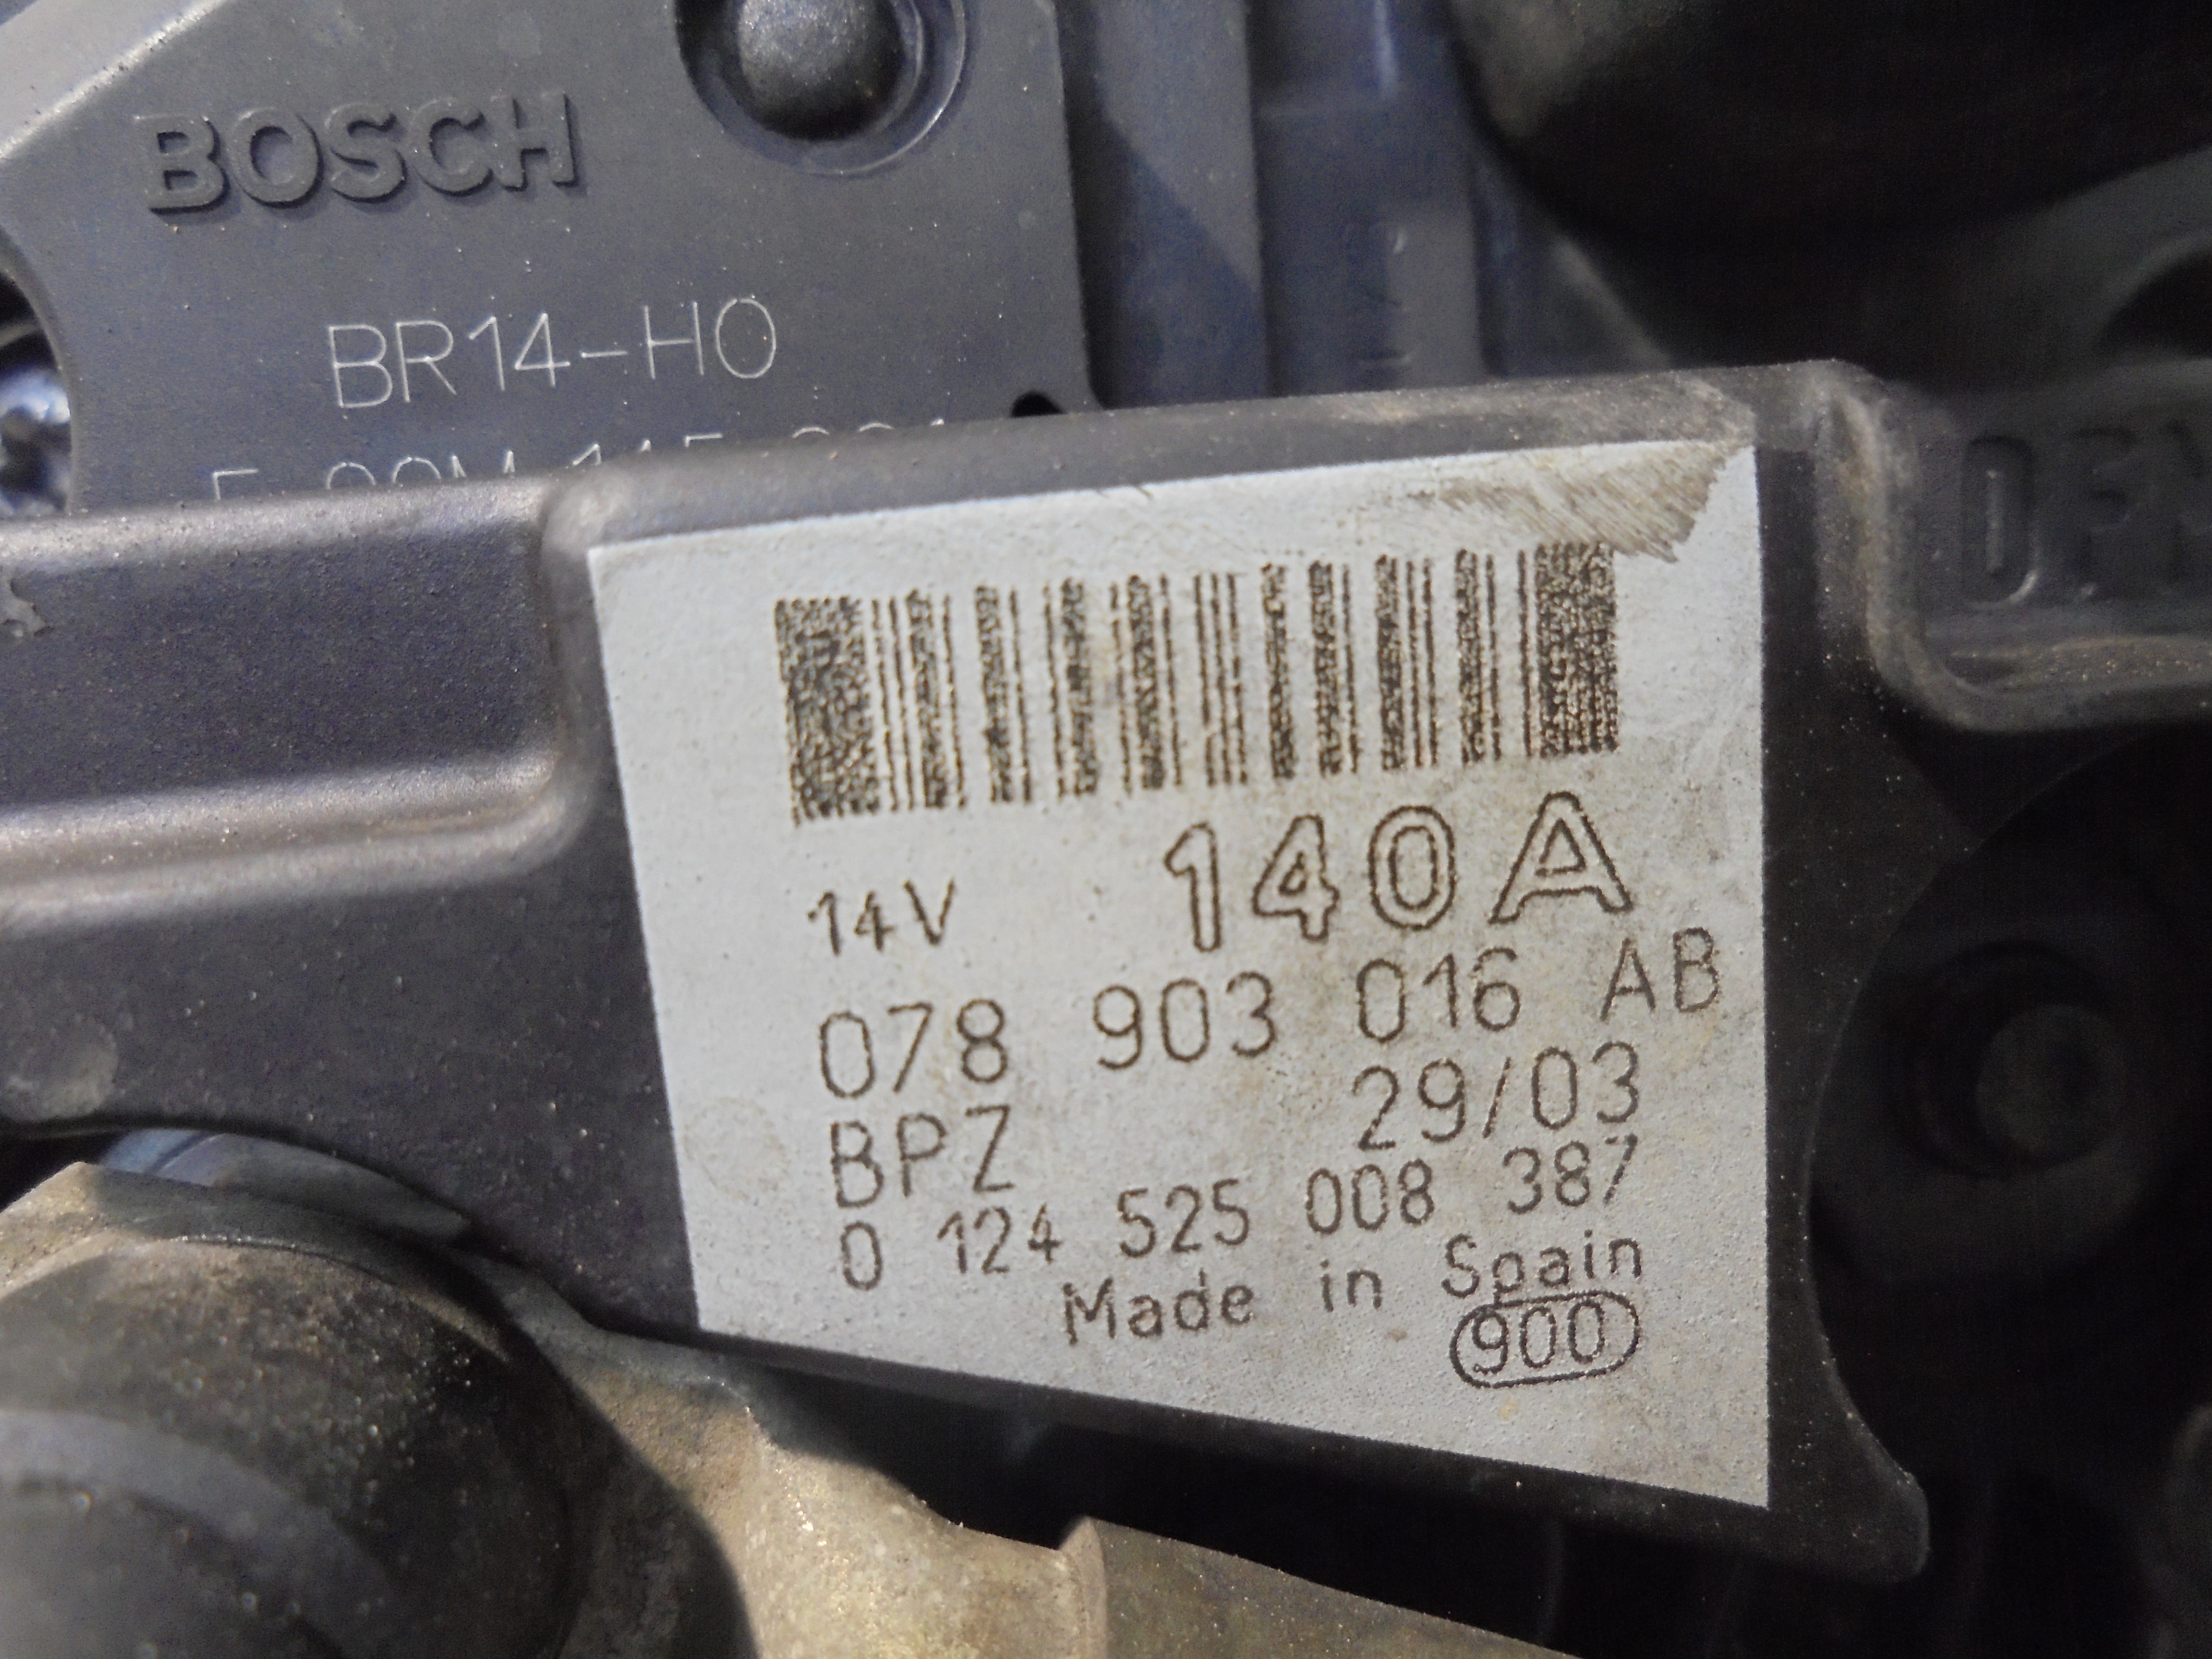 BOSCH
BR14-HO
14V 140A
078 903 016 AB
BPZ 29/03
0 124 525 008 387
Made in Spain
900